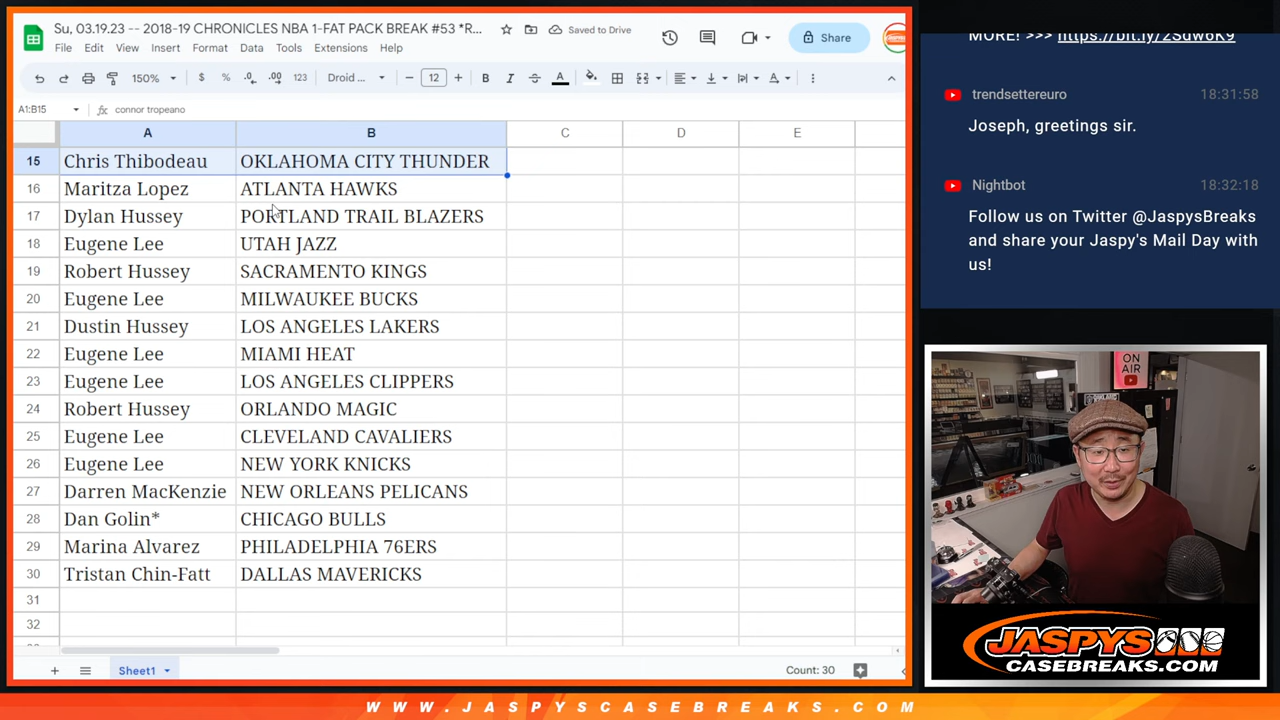 Su, 03.19.23 -- 2018-19 CHRONICLES NBA 1-FAT PACK BREAK #53 *R...
Saved to Drive
File Edit View Insert Format Data Tools Extensions Help
Share
150% $ % .0 .00 123 Droid ... 12 B I A
A1:B15 fx connor tropeano
A B C D E
15 Chris Thibodeau OKLAHOMA CITY THUNDER
16 Maritza Lopez ATLANTA HAWKS
17 Dylan Hussey PORTLAND TRAIL BLAZERS
18 Eugene Lee UTAH JAZZ
19 Robert Hussey SACRAMENTO KINGS
20 Eugene Lee MILWAUKEE BUCKS
21 Dustin Hussey LOS ANGELES LAKERS
22 Eugene Lee MIAMI HEAT
23 Eugene Lee LOS ANGELES CLIPPERS
24 Robert Hussey ORLANDO MAGIC
25 Eugene Lee CLEVELAND CAVALIERS
26 Eugene Lee NEW YORK KNICKS
27 Darren MacKenzie NEW ORLEANS PELICANS
28 Dan Golin* CHICAGO BULLS
29 Marina Alvarez PHILADELPHIA 76ERS
30 Tristan Chin-Fatt DALLAS MAVERICKS
31
32
Sheet1
Count: 30
MORE! >>> https://bit.ly/2Sdw6K9
trendsettereuro 18:31:58
Joseph, greetings sir.
Nightbot 18:32:18
Follow us on Twitter @JaspysBreaks
and share your Jaspy's Mail Day with
us!
ON
AIR
JASPYS
CASEBREAKS.COM
WWW.JASPYSCASEBREAKS.COM